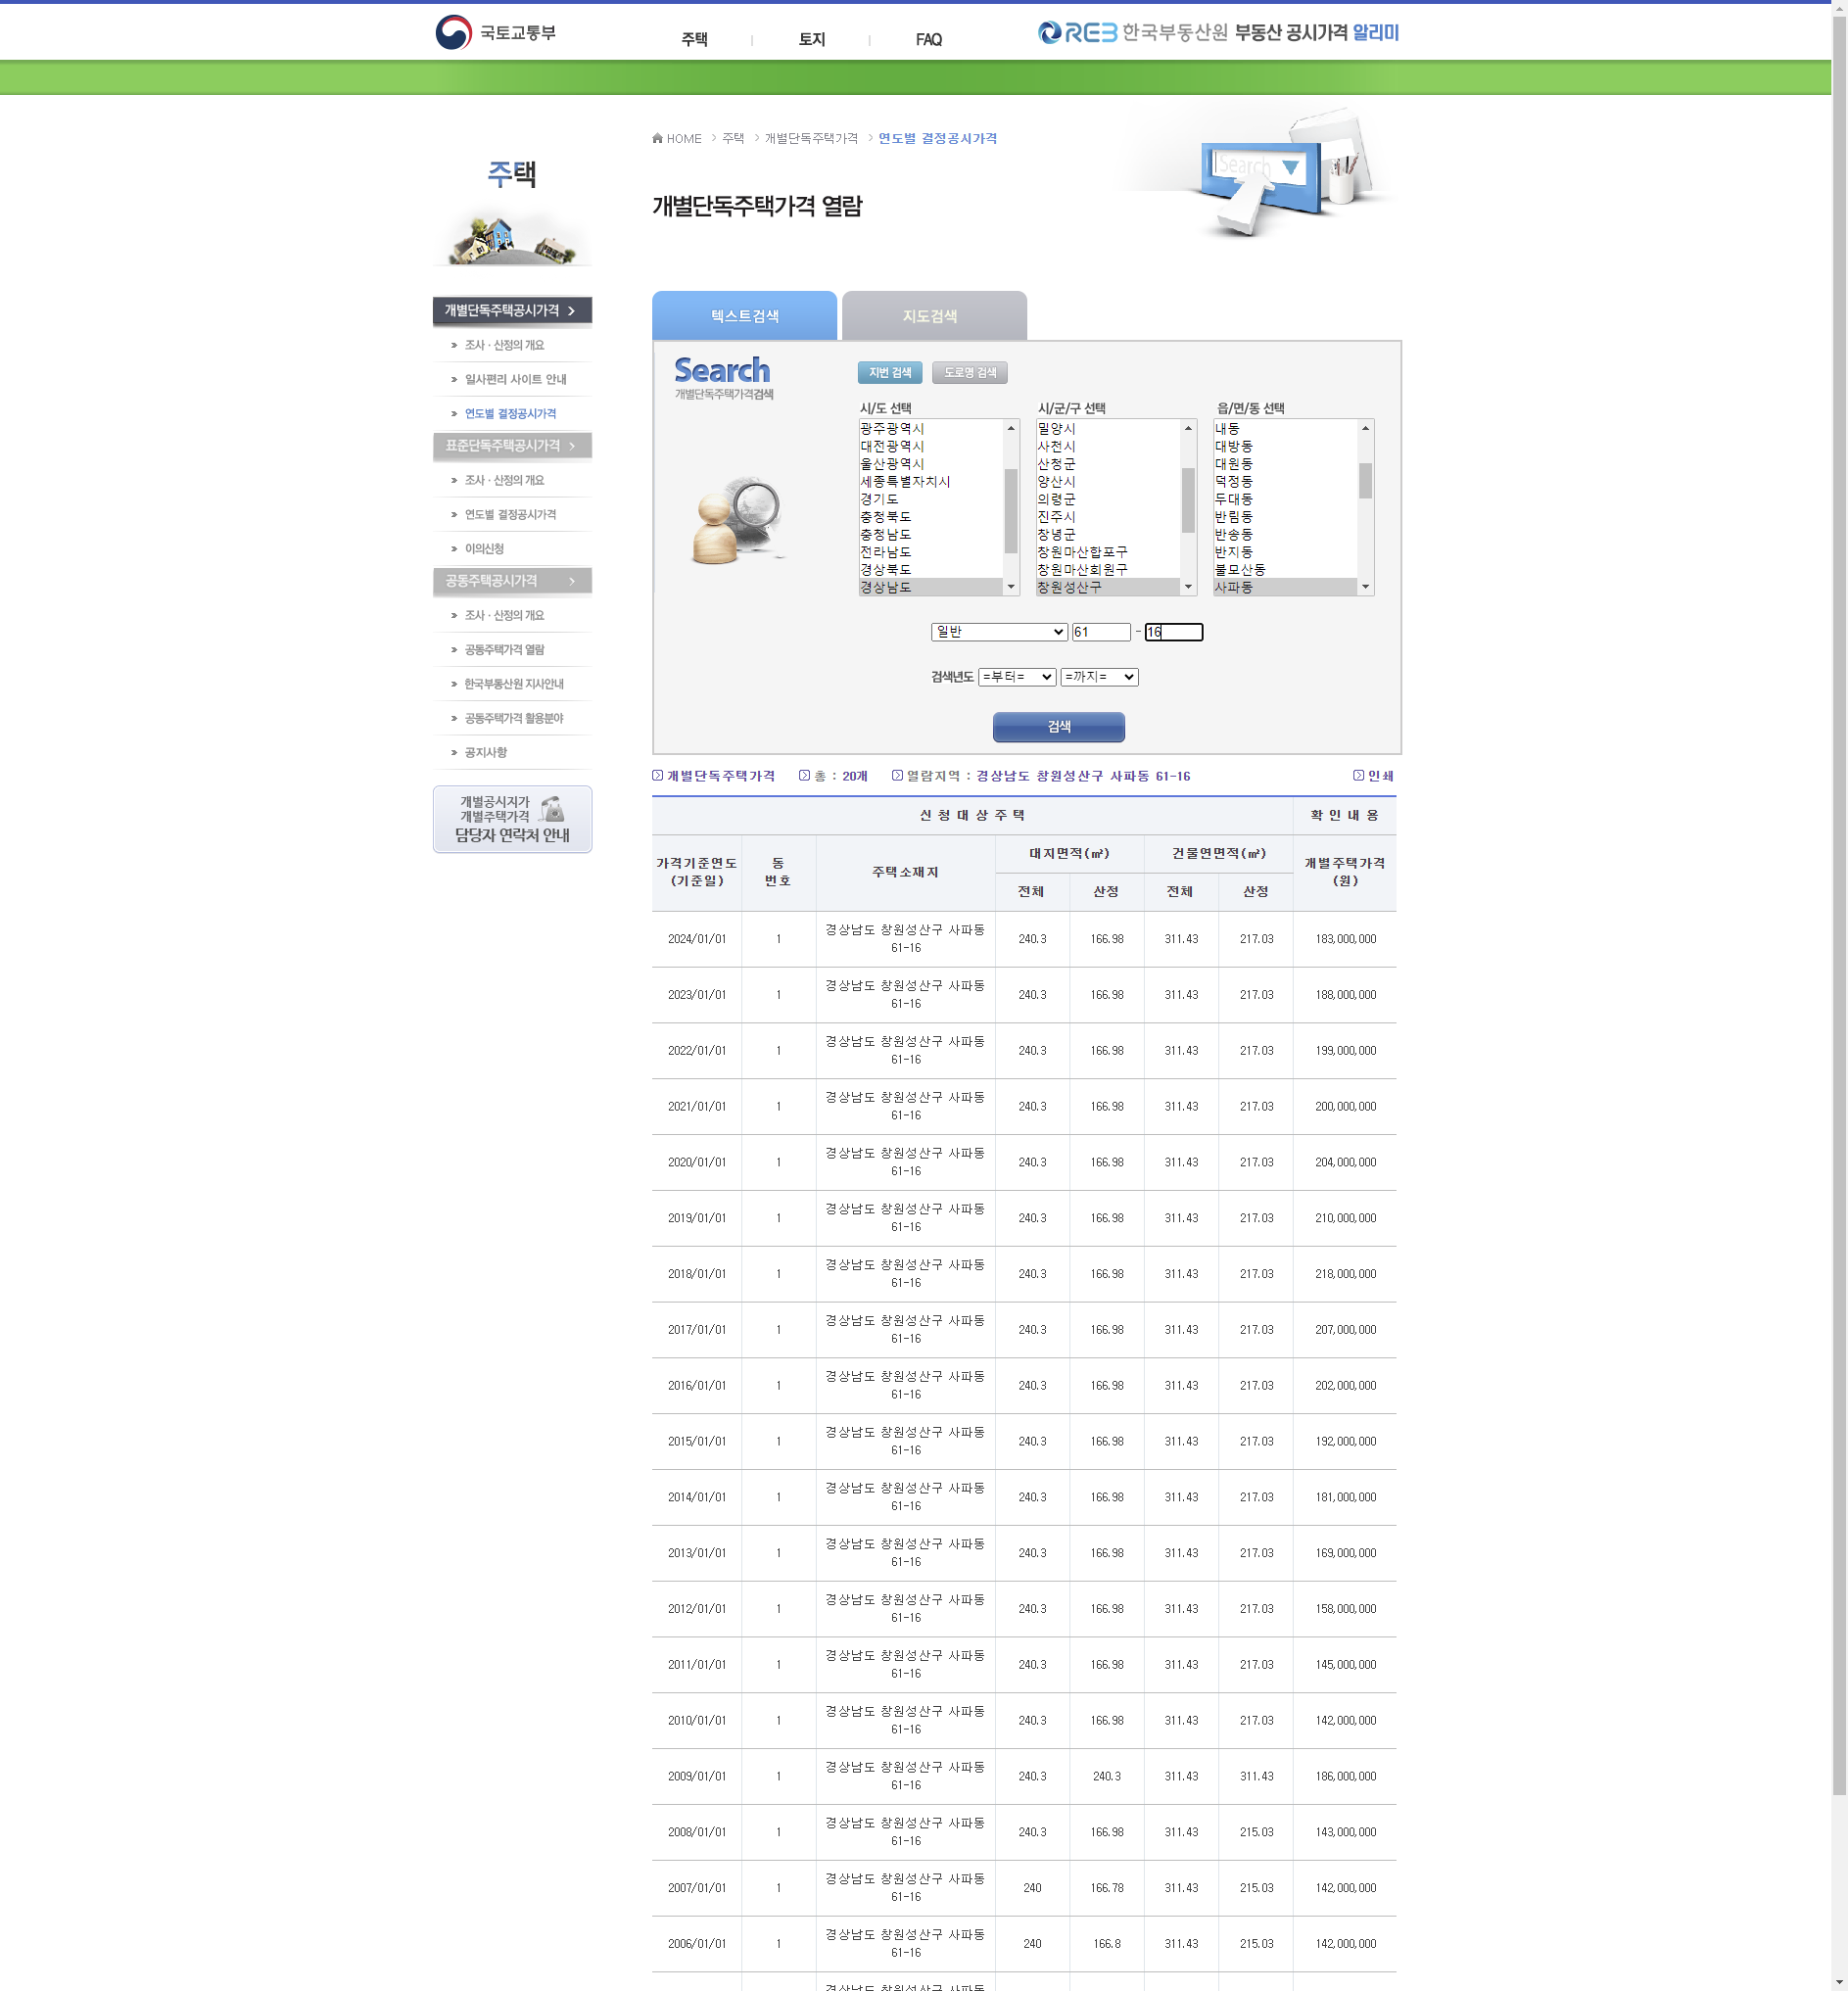 국토교통부
주택
토지
FAQ
REB 한국부동산원 부동산 공시가격 알리미
HOME > 주택 > 개별단독주택가격 > 연도별 결정공시가격
주택
개별단독주택가격 열람
Search
개별단독주택공시가격
조사 · 산정의 개요
일사편리 사이트 안내
연도별 결정공시가격
표준단독주택공시가격
조사 · 산정의 개요
연도별 결정공시가격
이의신청
공동주택공시가격
조사 · 산정의 개요
공동주택가격 열람
한국부동산원 지사안내
공동주택가격 활용분야
공지사항
개별공시지가
개별주택가격
담당자 연락처 안내
텍스트검색
지도검색
Search
개별단독주택가격검색
지번 검색
도로명 검색
시/도 선택
광주광역시
대전광역시
울산광역시
세종특별자치시
경기도
충청북도
충청남도
전라남도
경상북도
경상남도
시/군/구 선택
밀양시
사천시
산청군
양산시
의령군
진주시
창녕군
창원마산합포구
창원마산회원구
창원성산구
읍/면/동 선택
내동
대방동
대원동
덕정동
두대동
반림동
반송동
반지동
불모산동
사파동
일반 61 - 16
검색년도 =부터= =까지=
검색
개별단독주택가격 총 : 20개 열람지역 : 경상남도 창원성산구 사파동 61-16 인쇄
신 청 대 상 주 택 확 인 내 용
가격기준연도 (기준일) 동 번호 주택소재지 대지면적(㎡) 건물연면적(㎡) 개별주택가격 (원)
전체 산정 전체 산정
2024/01/01 1 경상남도 창원성산구 사파동 61-16 240.3 166.98 311.43 217.03 183,000,000
2023/01/01 1 경상남도 창원성산구 사파동 61-16 240.3 166.98 311.43 217.03 188,000,000
2022/01/01 1 경상남도 창원성산구 사파동 61-16 240.3 166.98 311.43 217.03 199,000,000
2021/01/01 1 경상남도 창원성산구 사파동 61-16 240.3 166.98 311.43 217.03 200,000,000
2020/01/01 1 경상남도 창원성산구 사파동 61-16 240.3 166.98 311.43 217.03 204,000,000
2019/01/01 1 경상남도 창원성산구 사파동 61-16 240.3 166.98 311.43 217.03 210,000,000
2018/01/01 1 경상남도 창원성산구 사파동 61-16 240.3 166.98 311.43 217.03 218,000,000
2017/01/01 1 경상남도 창원성산구 사파동 61-16 240.3 166.98 311.43 217.03 207,000,000
2016/01/01 1 경상남도 창원성산구 사파동 61-16 240.3 166.98 311.43 217.03 202,000,000
2015/01/01 1 경상남도 창원성산구 사파동 61-16 240.3 166.98 311.43 217.03 192,000,000
2014/01/01 1 경상남도 창원성산구 사파동 61-16 240.3 166.98 311.43 217.03 181,000,000
2013/01/01 1 경상남도 창원성산구 사파동 61-16 240.3 166.98 311.43 217.03 169,000,000
2012/01/01 1 경상남도 창원성산구 사파동 61-16 240.3 166.98 311.43 217.03 158,000,000
2011/01/01 1 경상남도 창원성산구 사파동 61-16 240.3 166.98 311.43 217.03 145,000,000
2010/01/01 1 경상남도 창원성산구 사파동 61-16 240.3 166.98 311.43 217.03 142,000,000
2009/01/01 1 경상남도 창원성산구 사파동 61-16 240.3 240.3 311.43 311.43 186,000,000
2008/01/01 1 경상남도 창원성산구 사파동 61-16 240.3 166.98 311.43 215.03 143,000,000
2007/01/01 1 경상남도 창원성산구 사파동 61-16 240 166.78 311.43 215.03 142,000,000
2006/01/01 1 경상남도 창원성산구 사파동 61-16 240 166.8 311.43 215.03 142,000,000